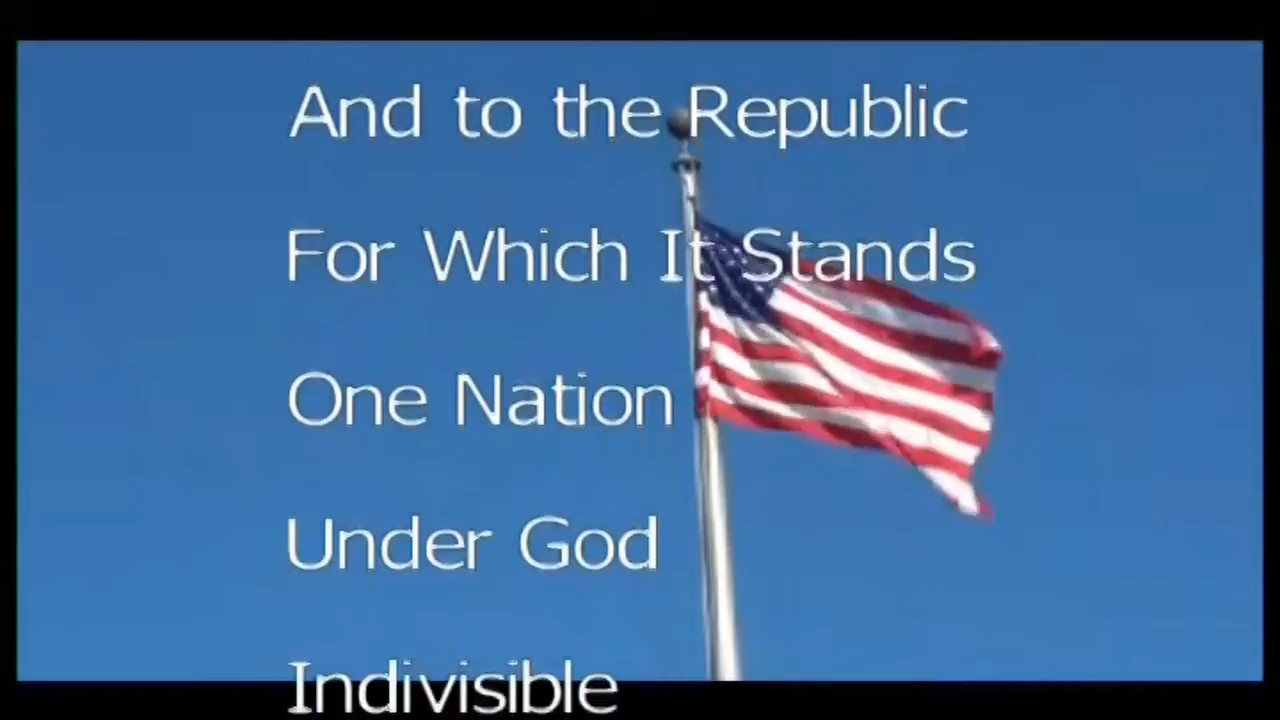 And to the Republic
For Which It Stands
One Nation
Under God
Indivisible